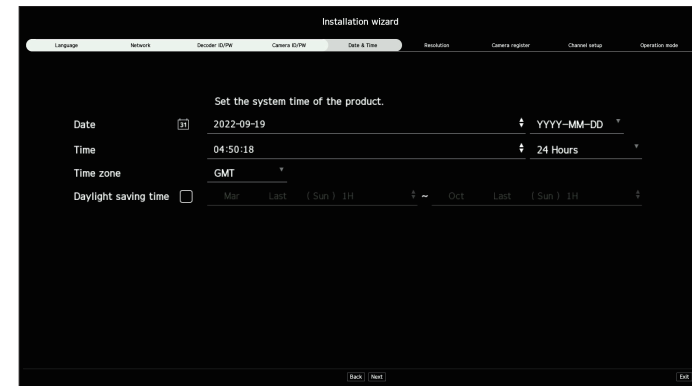 Installation wizard
Language Network Decoder ID/PW Camera ID/PW Date & Time Resolution Camera register Channel setup Operation mode
Set the system time of the product.
Date 31 2022-09-19 YYYY-MM-DD
Time 04:50:18 24 Hours
Time zone GMT
Daylight saving time Mar Last ( Sun ) 1H ~ Oct Last ( Sun ) 1H
Back Next Exit